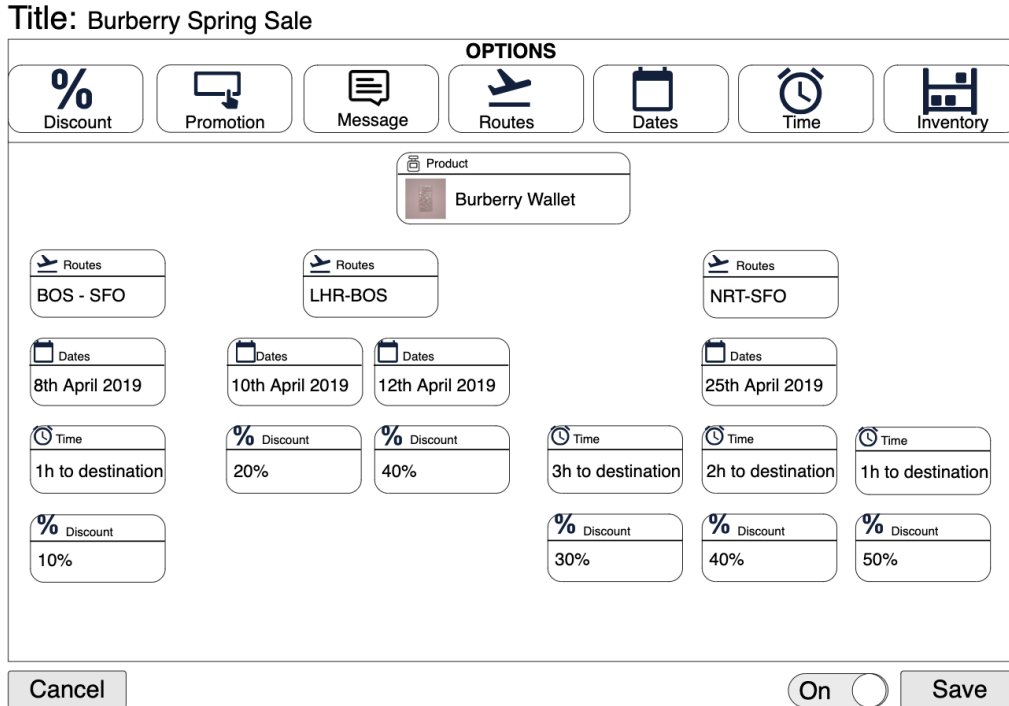 Title: Burberry Spring Sale
OPTIONS
% Discount
Promotion
Message
Routes
Dates
Time
Inventory
Product
Burberry Wallet
Routes
BOS - SFO
Routes
LHR-BOS
Routes
NRT-SFO
Dates
8th April 2019
Dates
10th April 2019
Dates
12th April 2019
Dates
25th April 2019
Time
1h to destination
% Discount
20%
% Discount
40%
Time
3h to destination
Time
2h to destination
Time
1h to destination
% Discount
10%
% Discount
30%
% Discount
40%
% Discount
50%
Cancel
On
Save